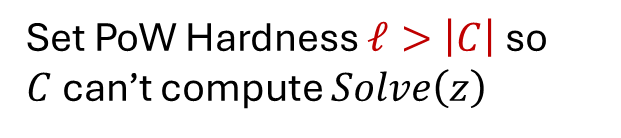 Set PoW Hardness ℓ > |C| so
C can't compute Solve(z)